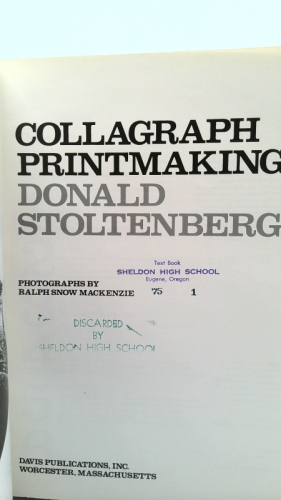 COLLAGRAPH
PRINTMAKING
DONALD
STOLTENBERG
Text Book
SHELDON HIGH SCHOOL
Eugene, Oregon
PHOTOGRAPHS BY
RALPH SNOW MACKENZIE 75 1
DISCARDED
BY
SHELDON HIGH SCHOOL
DAVIS PUBLICATIONS, INC.
WORCESTER, MASSACHUSETTS